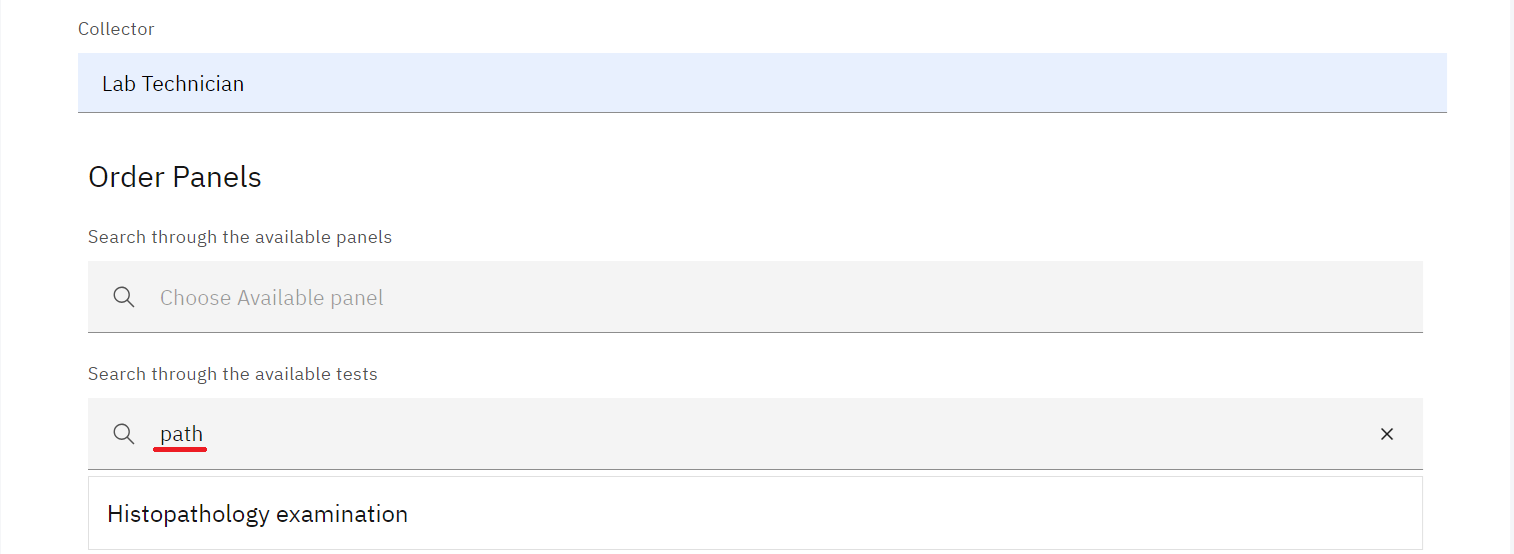 Collector
Lab Technician
Order Panels
Search through the available panels
Choose Available panel
Search through the available tests
path
Histopathology examination